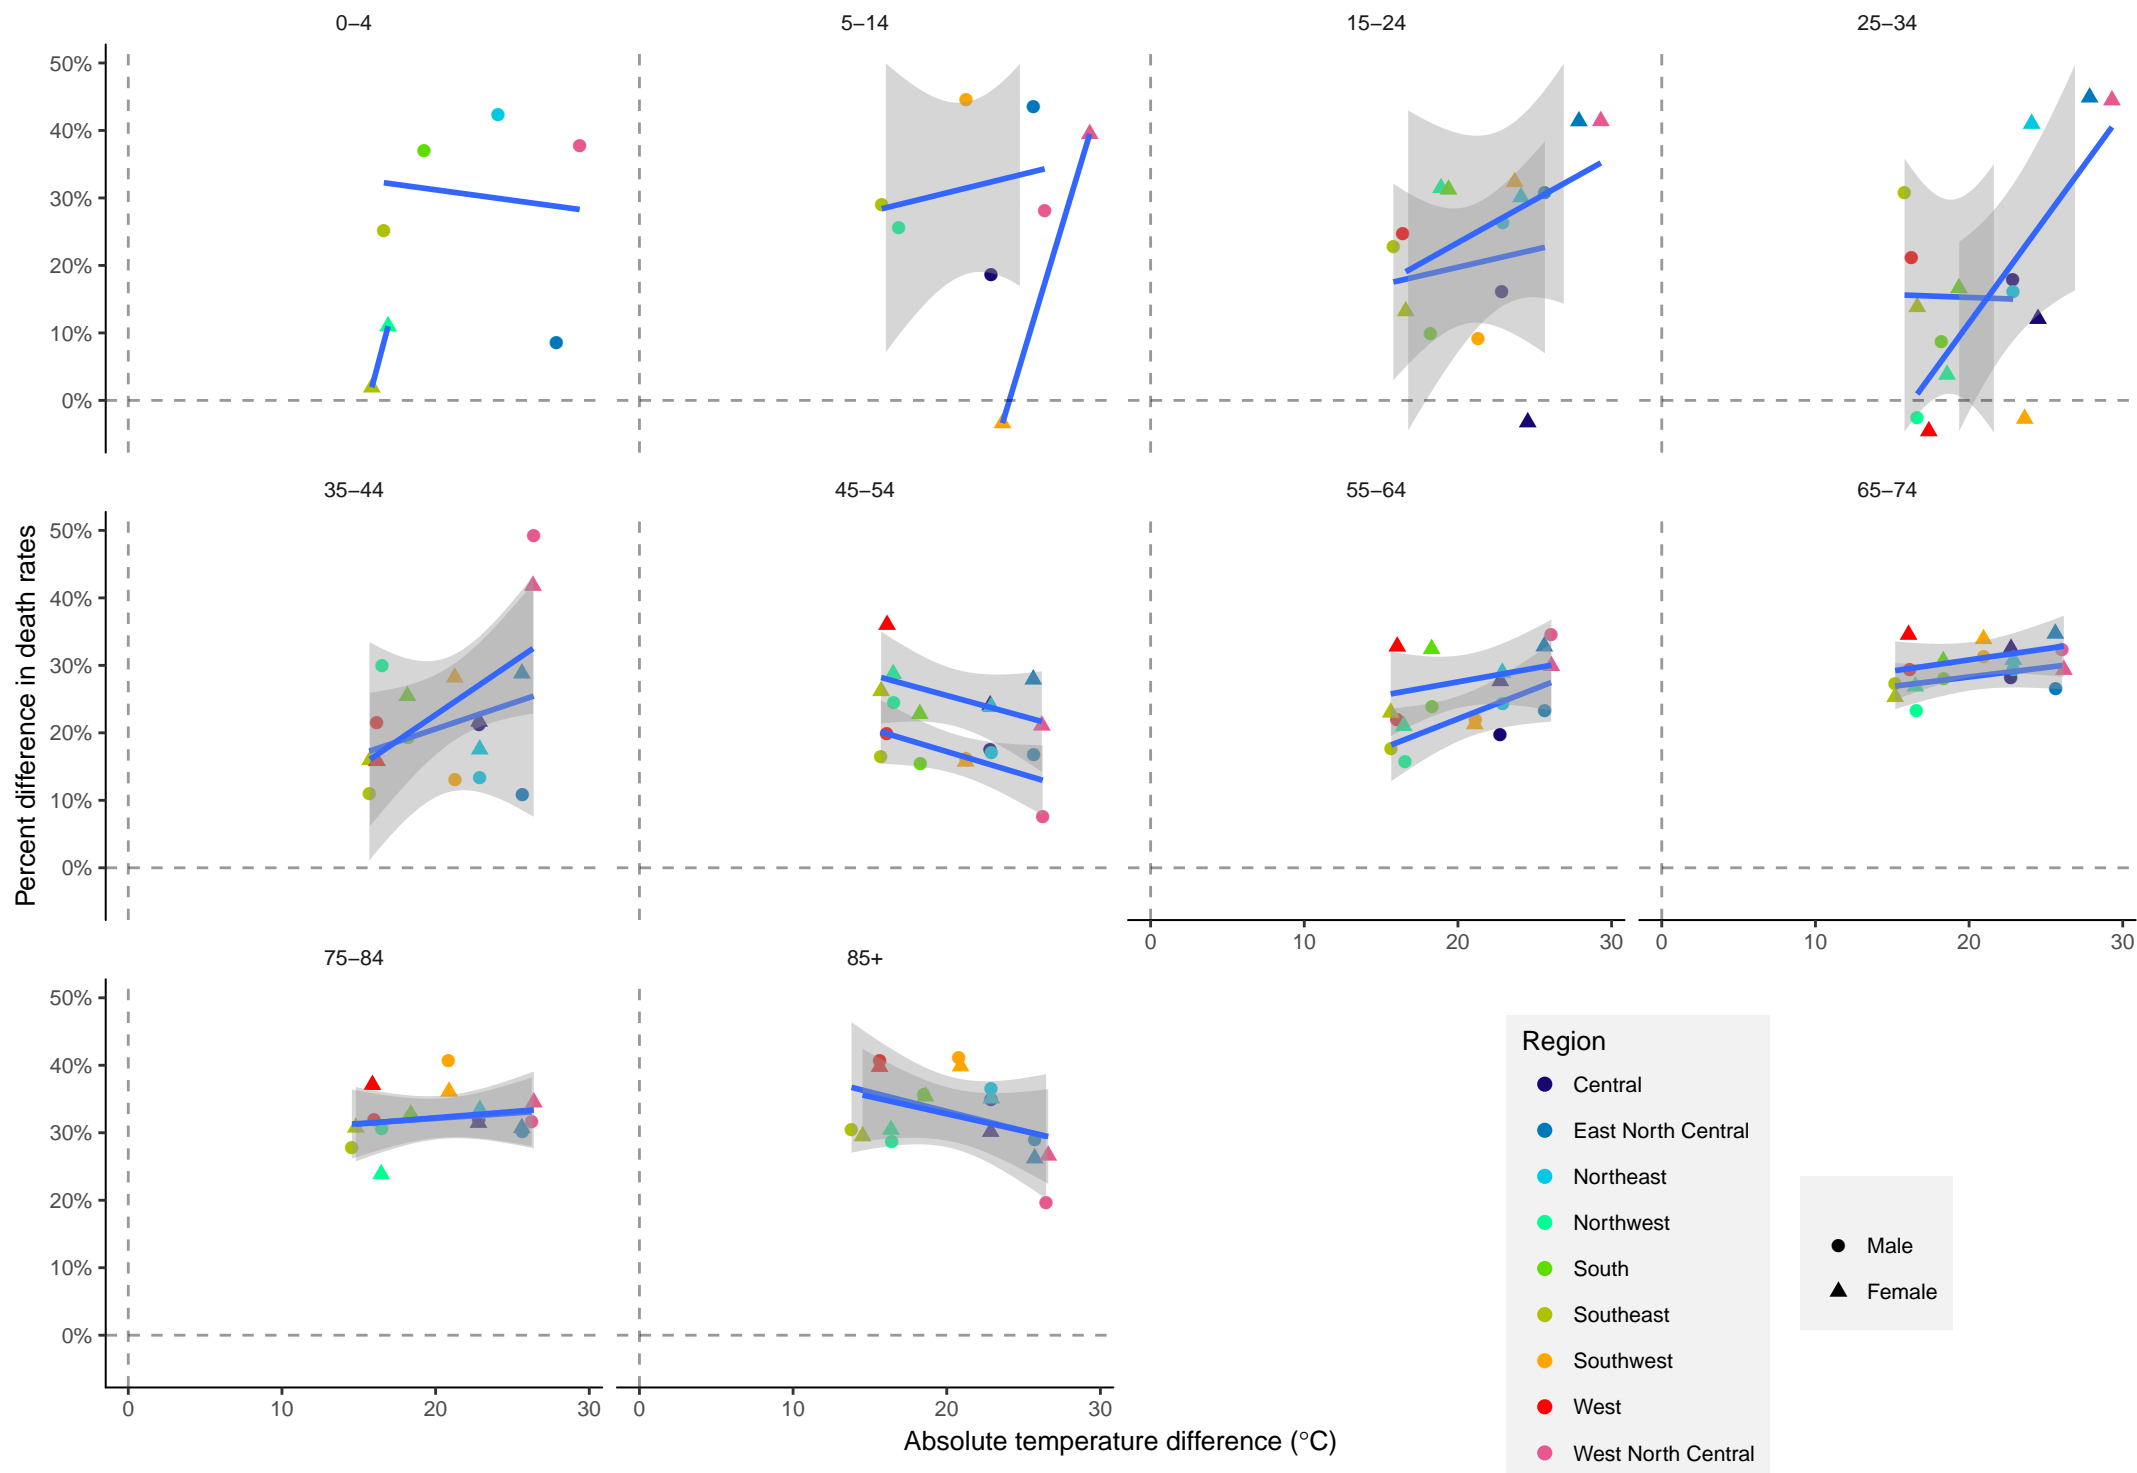 0–4 5–14 15–24 25–34
50%
40%
30%
20%
10%
0%
35–44 45–54 55–64 65–74
50%
40%
30%
20%
10%
0%
0 10 20 30 0 10 20 30
Percent difference in death rates
75–84 85+
50%
40%
30%
20%
10%
0%
0 10 20 30 0 10 20 30
Absolute temperature difference (°C)
Region
Central
East North Central
Northeast
Northwest
South
Southeast
Southwest
West
West North Central
Male
Female